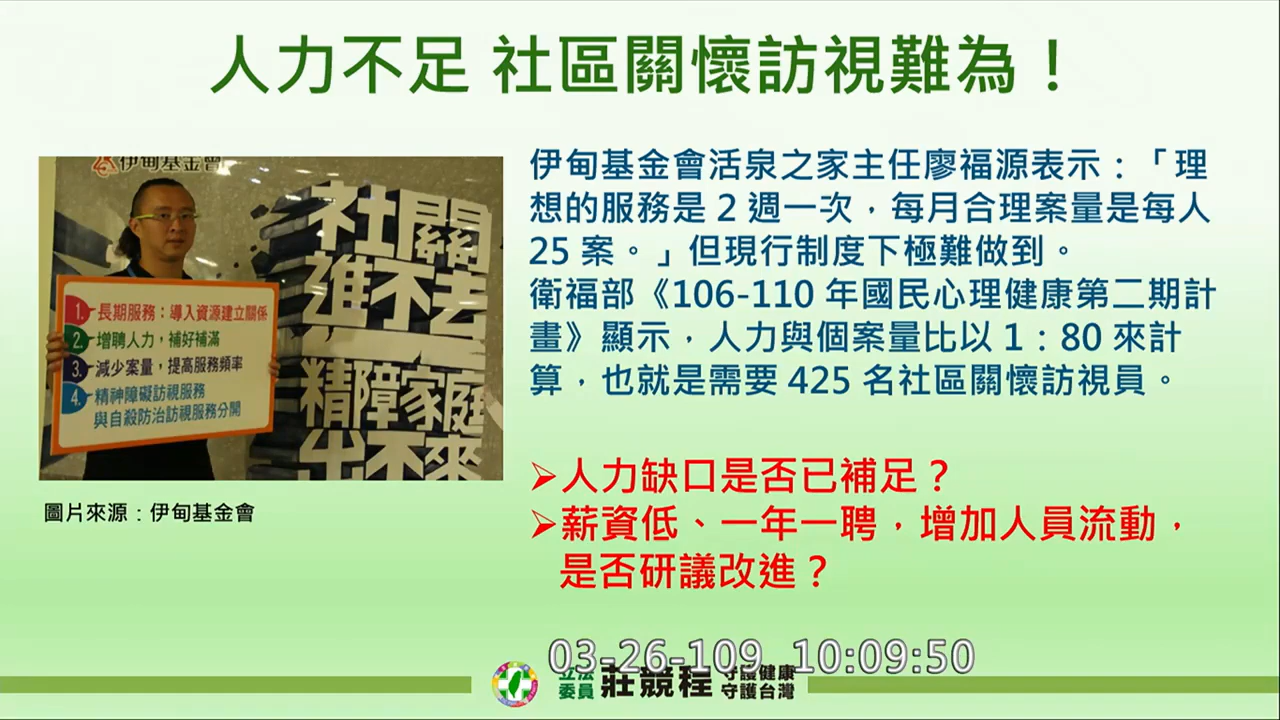 人力不足 社區關懷訪視難為！
伊甸基金會
社關
進不去
精障家庭
出不來
1. 長期服務：導入資源建立關係
2. 增聘人力，補好補滿
3. 減少案量，提高服務頻率
4. 精神障礙訪視服務
與自殺防治訪視服務分開
圖片來源：伊甸基金會
伊甸基金會活泉之家主任廖福源表示：「理
想的服務是 2 週一次，每月合理案量是每人
25 案。」但現行制度下極難做到。
衛福部《106-110 年國民心理健康第二期計
畫》顯示，人力與個案量比以 1：80 來計
算，也就是需要 425 名社區關懷訪視員。
➢人力缺口是否已補足？
➢薪資低、一年一聘，增加人員流動，
是否研議改進？
03-26-109 10:09:50
立法
委員
莊競程
守護健康
守護台灣